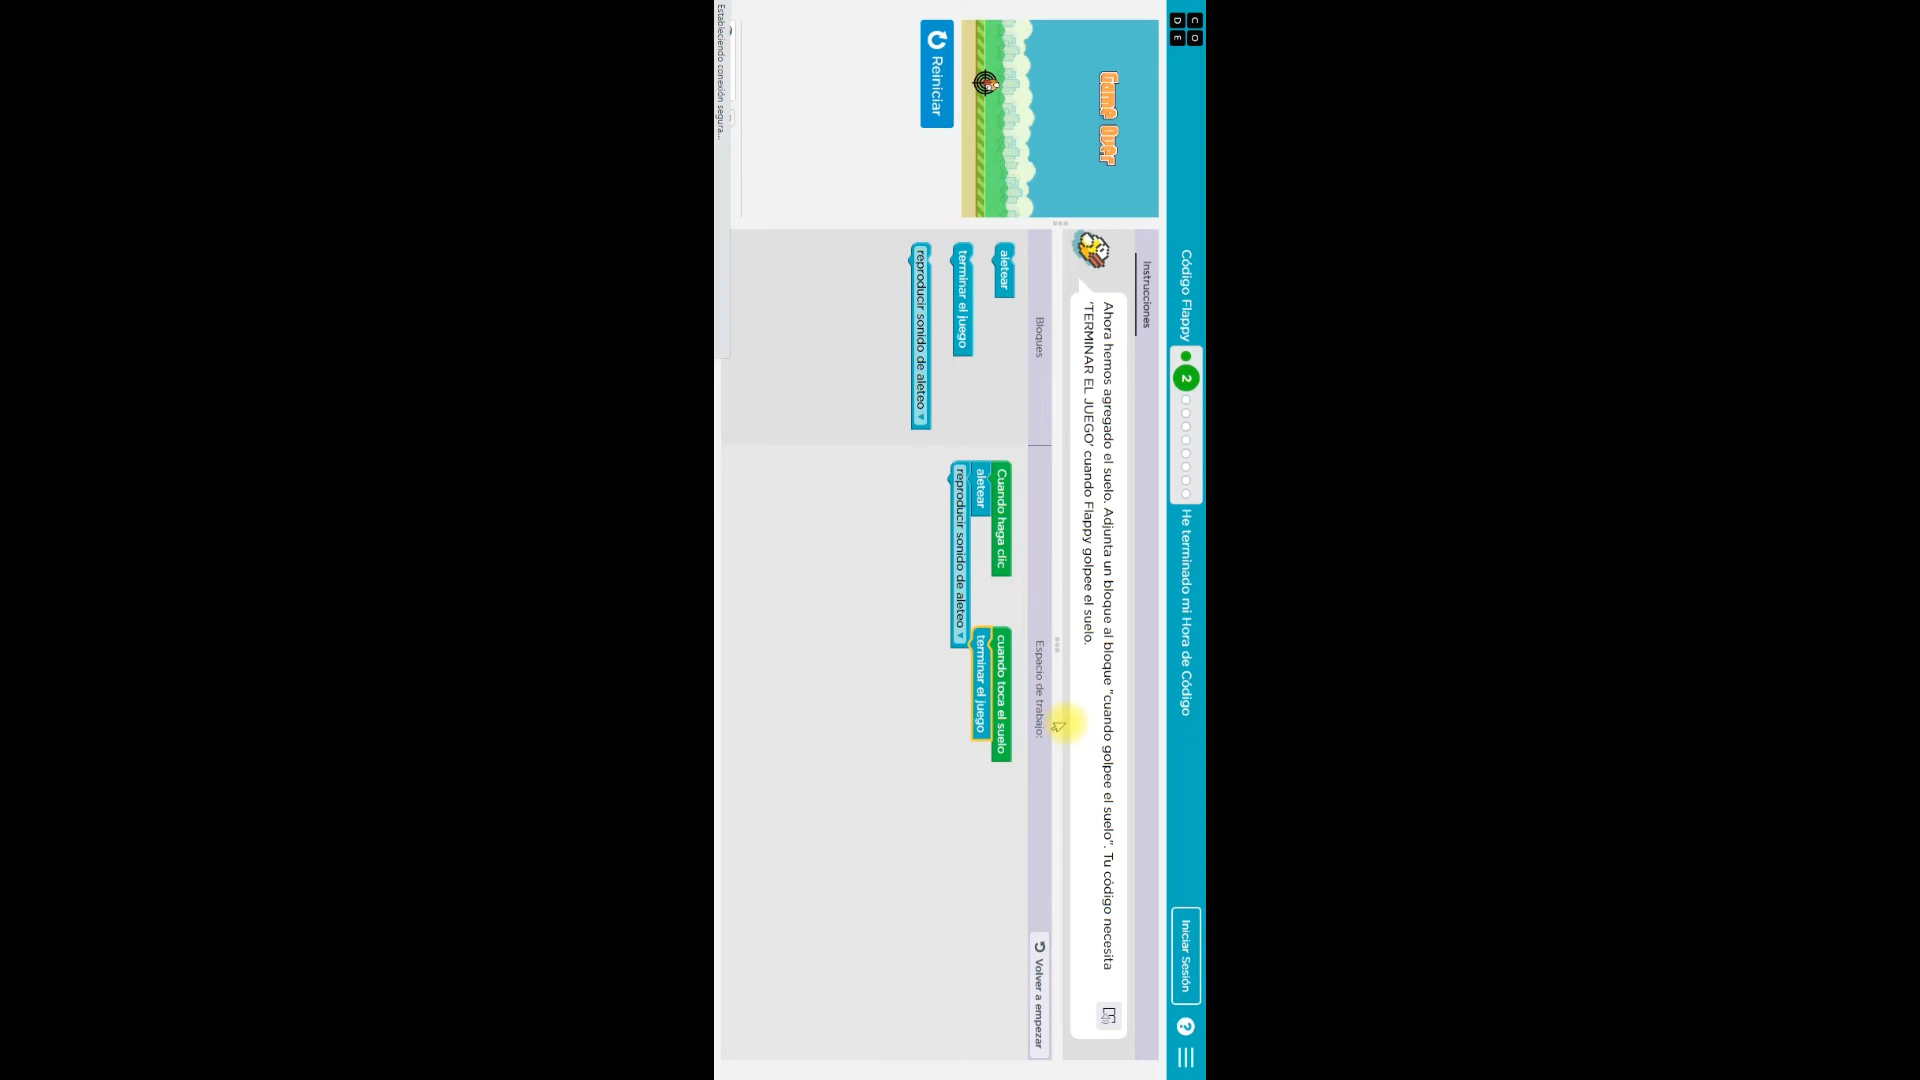 C O
D E
Código Flappy
2
He terminado mi Hora de Código
Iniciar Sesión
?
Game Over
Reiniciar
Instrucciones
Ahora hemos agregado el suelo. Adjunta un bloque al bloque "cuando golpee el suelo". Tu código necesita
'TERMINAR EL JUEGO' cuando Flappy golpee el suelo.
Bloques
Espacio de trabajo:
Volver a empezar
aletear
terminar el juego
reproducir sonido de aleteo
Cuando haga clic
aletear
reproducir sonido de aleteo
cuando toca el suelo
terminar el juego
Estableciendo conexión segura...